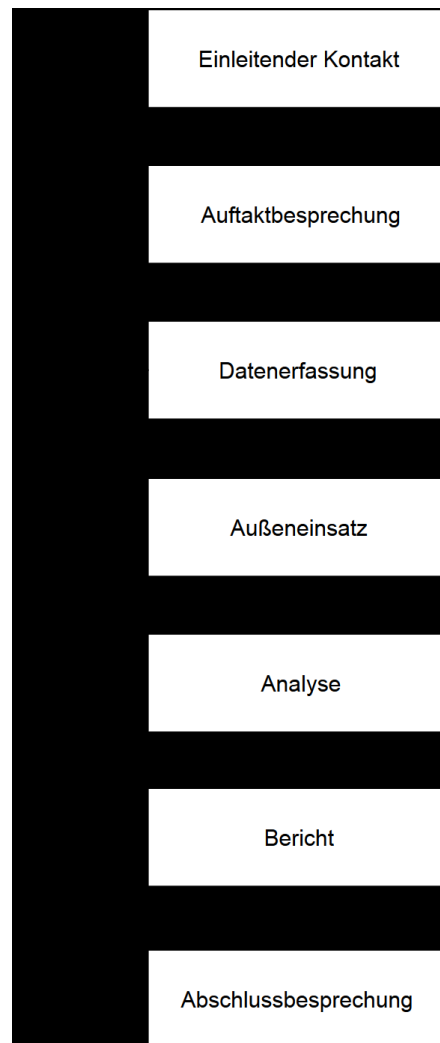 Einleitender Kontakt
Auftaktbesprechung
Datenerfassung
Außeneinsatz
Analyse
Bericht
Abschlussbesprechung